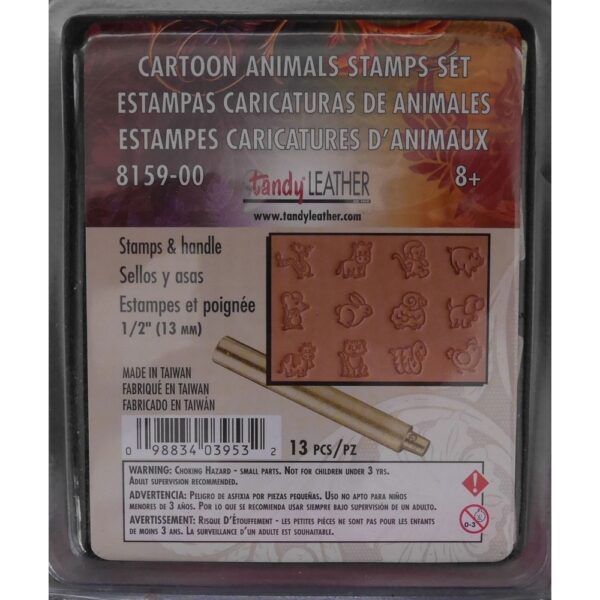 CARTOON ANIMALS STAMPS SET
ESTAMPAS CARICATURAS DE ANIMALES
ESTAMPES CARICATURES D'ANIMAUX
8159-00
tandy® LEATHER
8+
www.tandyleather.com
Stamps & handle
Sellos y asas
Estampes et poignée
1/2" (13 MM)
MADE IN TAIWAN
FABRIQUÉ EN TAIWAN
FABRICADO EN TAIWÁN
0 98834 03953 2
13 PCS/PZ
WARNING: CHOKING HAZARD - SMALL PARTS. NOT FOR CHILDREN UNDER 3 YRS.
ADULT SUPERVISION RECOMMENDED.
ADVERTENCIA: PELIGRO DE ASFIXIA POR PIEZAS PEQUEÑAS. USO NO APTO PARA NIÑOS
MENORES DE 3 AÑOS. POR LO QUE SE RECOMIENDA USAR SIEMPRE BAJO SUPERVISIÓN DE UN ADULTO.
AVERTISSEMENT: RISQUE D'ÉTOUFFEMENT - LES PETITES PIÈCES NE SONT PAS POUR LES ENFANTS
DE MOINS 3 ANS. LA SURVEILLANCE D'UN ADULTE EST SOUHAITABLE.
0-3